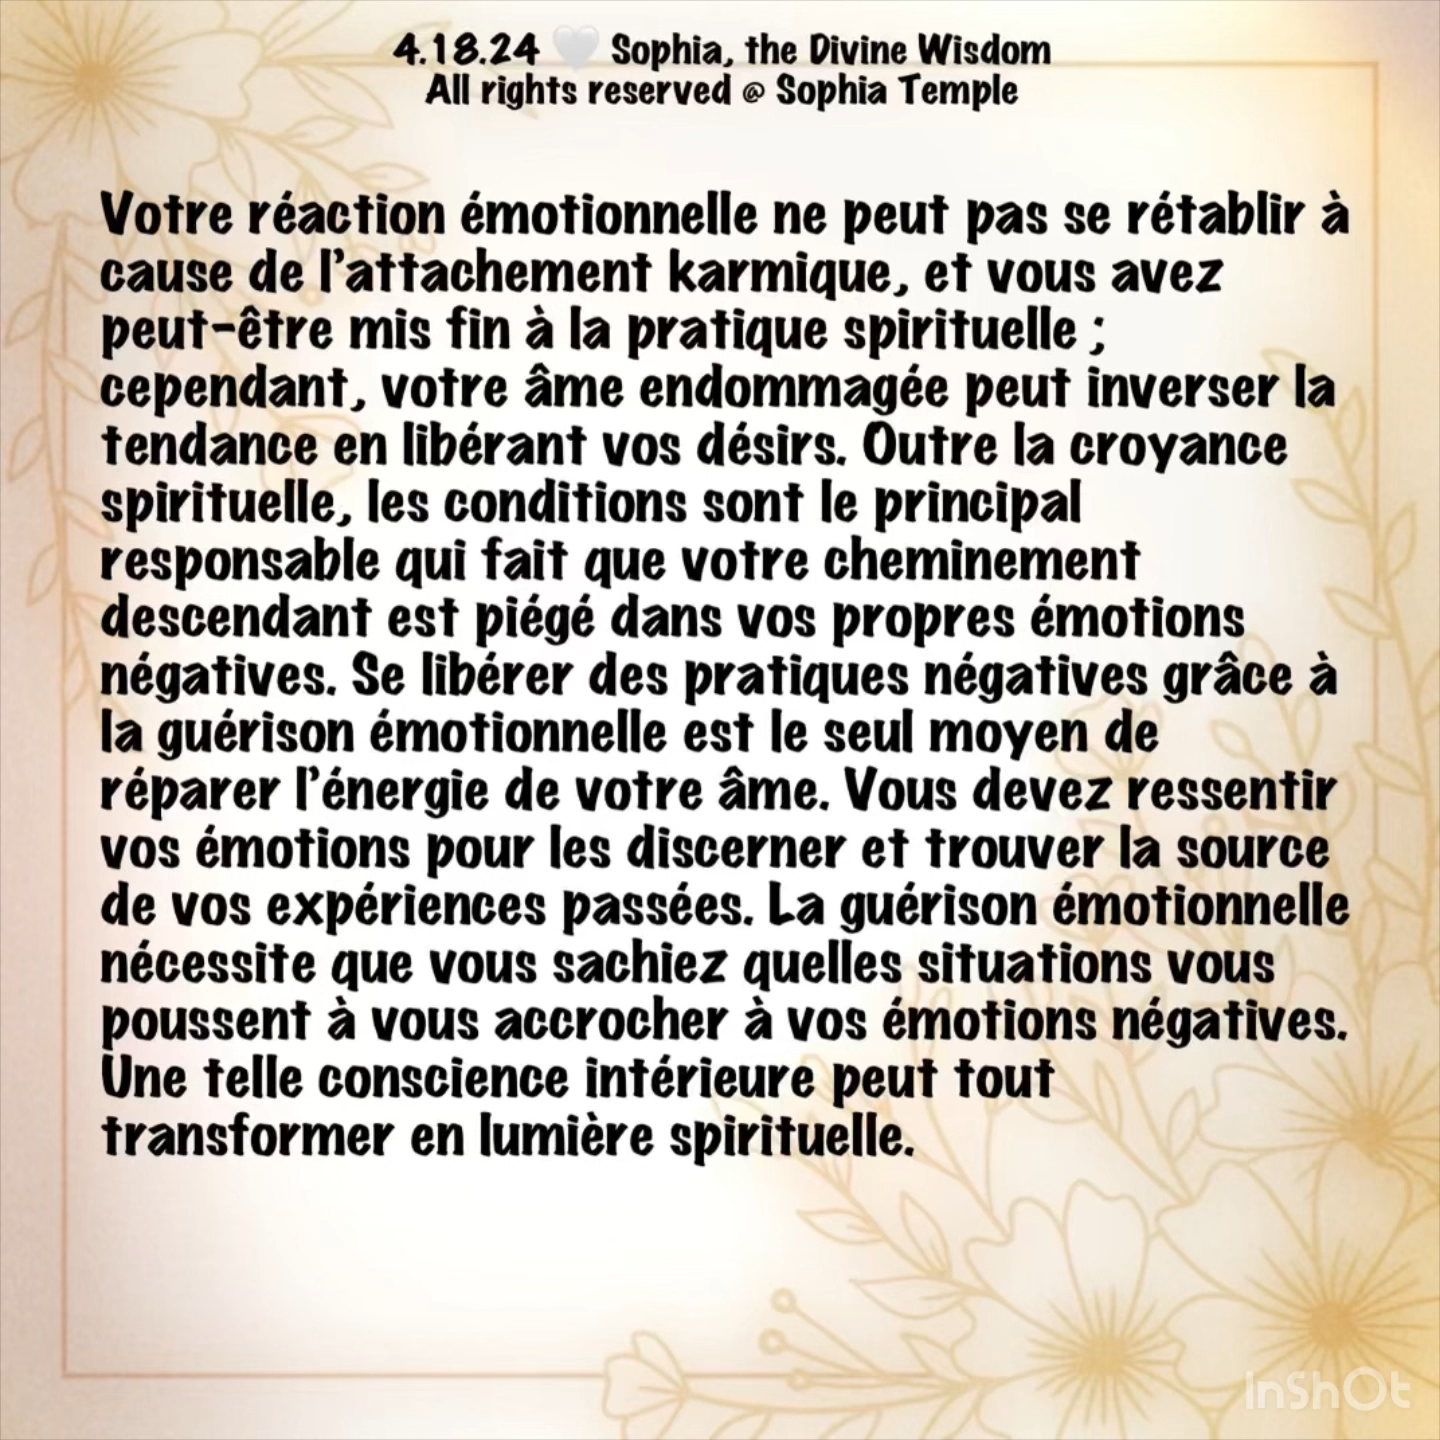 4.18.24 🤍 Sophia, the Divine Wisdom
All rights reserved @ Sophia Temple
Votre réaction émotionnelle ne peut pas se rétablir à
cause de l'attachement karmique, et vous avez
peut-être mis fin à la pratique spirituelle ;
cependant, votre âme endommagée peut inverser la
tendance en libérant vos désirs. Outre la croyance
spirituelle, les conditions sont le principal
responsable qui fait que votre cheminement
descendant est piégé dans vos propres émotions
négatives. Se libérer des pratiques négatives grâce à
la guérison émotionnelle est le seul moyen de
réparer l'énergie de votre âme. Vous devez ressentir
vos émotions pour les discerner et trouver la source
de vos expériences passées. La guérison émotionnelle
nécessite que vous sachiez quelles situations vous
poussent à vous accrocher à vos émotions négatives.
Une telle conscience intérieure peut tout
transformer en lumière spirituelle.
InShOt